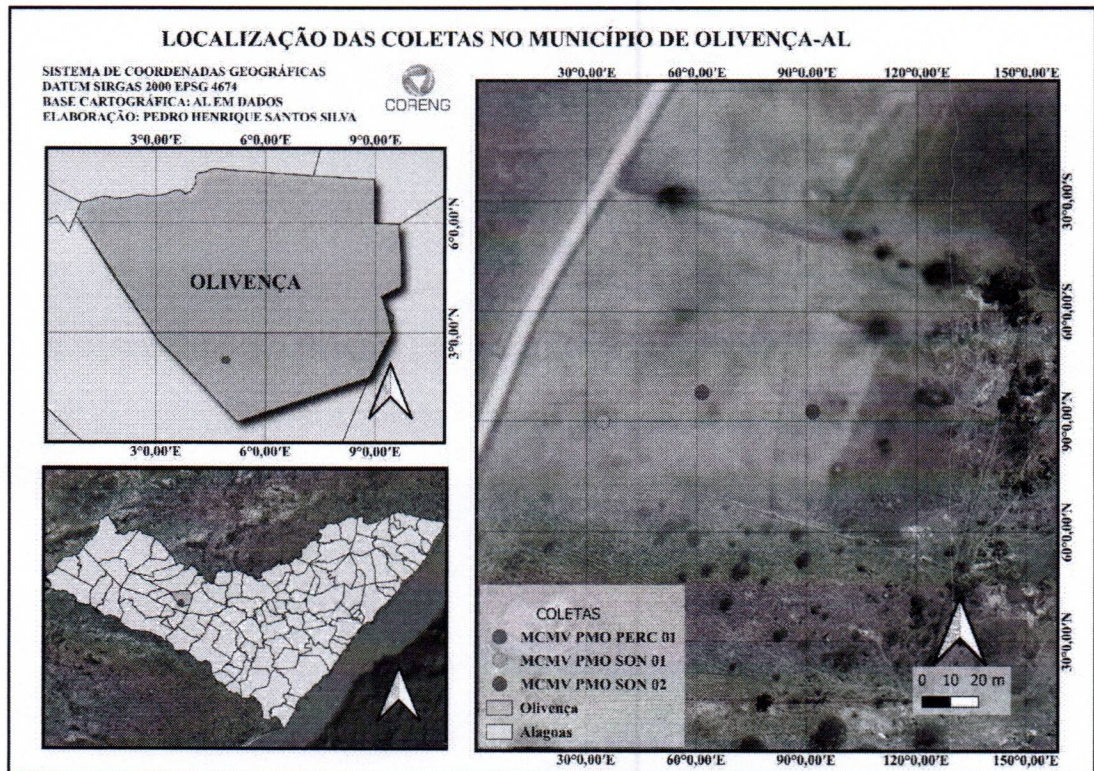 LOCALIZAÇÃO DAS COLETAS NO MUNICÍPIO DE OLIVENÇA-AL
SISTEMA DE COORDENADAS GEOGRÁFICAS
DATUM SIRGAS 2000 EPSG 4674
BASE CARTOGRÁFICA: AL EM DADOS
ELABORAÇÃO: PEDRO HENRIQUE SANTOS SILVA
CORENG
3°0,00'E 6°0,00'E 9°0,00'E
6°0,00'N
OLIVENÇA
3°0,00'N
3°0,00'E 6°0,00'E 9°0,00'E
30°0,00'E 60°0,00'E 90°0,00'E 120°0,00'E 150°0,00'E
30°0,00'S
60°0,00'S
90°0,00'N
60°0,00'N
30°0,00'N
COLETAS
MCMV PMO PERC 01
MCMV PMO SON 01
MCMV PMO SON 02
Olivença
Alagoas
0 10 20 m
30°0,00'E 60°0,00'E 90°0,00'E 120°0,00'E 150°0,00'E